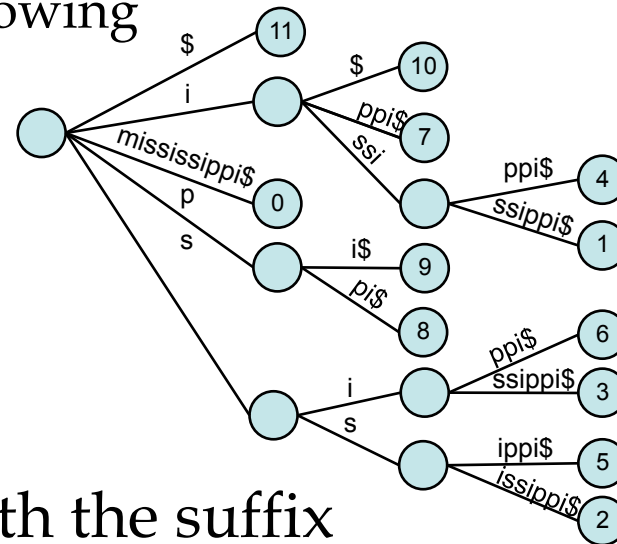 owing
$
11
$
10
i
ppi$
7
ssi
mississippi$
0
ppi$
4
ssippi$
1
p
s
i$
9
pi$
8
ppi$
6
i
ssippi$
3
s
ippi$
5
issippi$
2
th the suffix